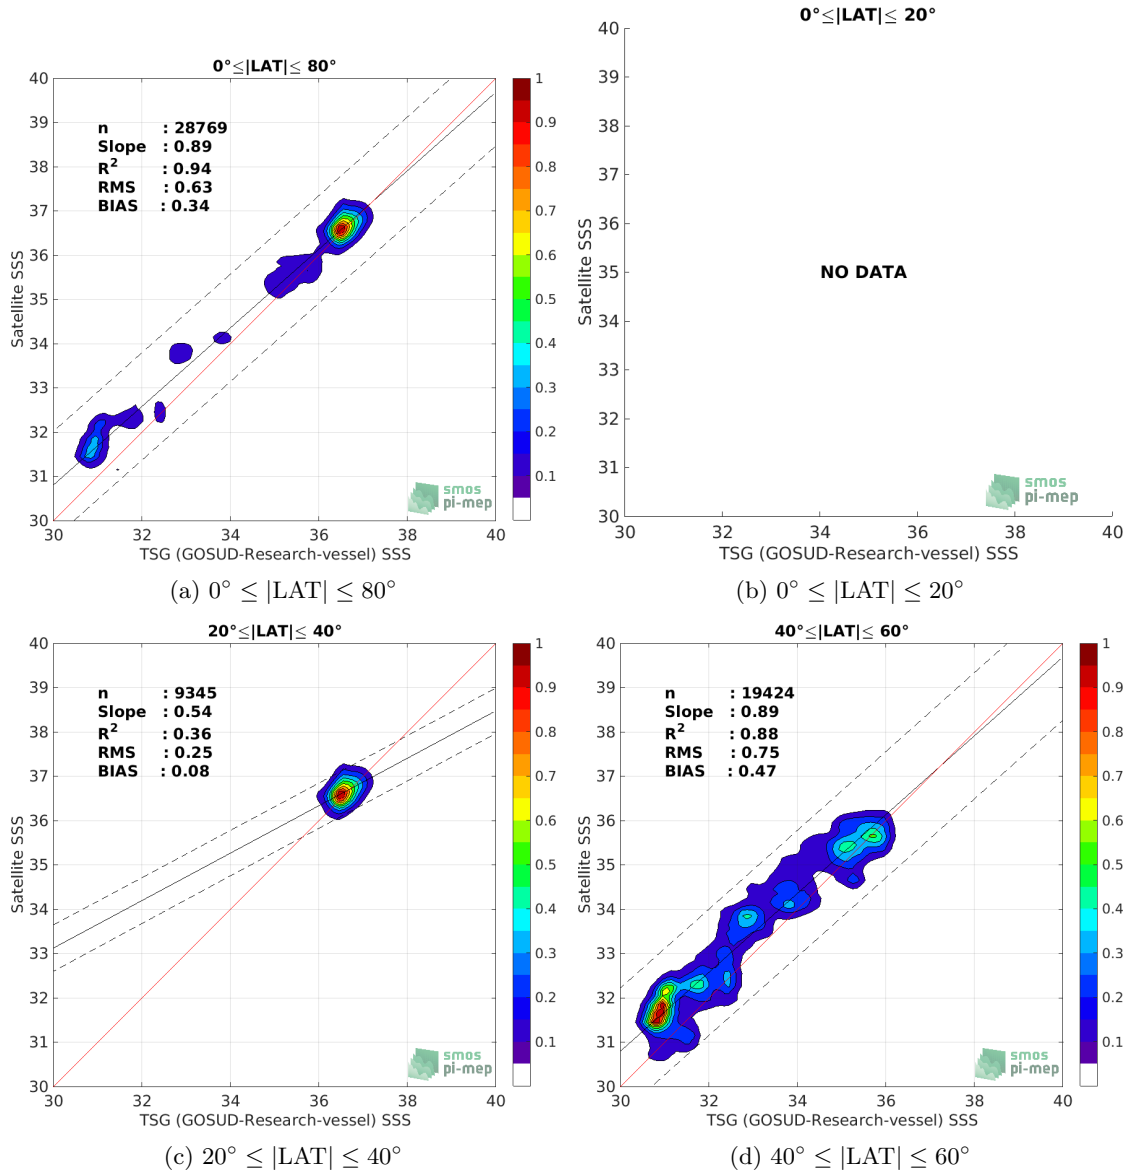 0°≤|LAT|≤ 80°
n : 28769
Slope : 0.89
R² : 0.94
RMS : 0.63
BIAS : 0.34
40
39
38
37
36
35
34
33
32
31
30
30 32 34 36 38 40
Satellite SSS
TSG (GOSUD-Research-vessel) SSS
1
0.9
0.8
0.7
0.6
0.5
0.4
0.3
0.2
0.1
smos
pi-mep
(a) 0° ≤ |LAT| ≤ 80°
0°≤|LAT|≤ 20°
NO DATA
40
39
38
37
36
35
34
33
32
31
30
30 32 34 36 38 40
Satellite SSS
TSG (GOSUD-Research-vessel) SSS
smos
pi-mep
(b) 0° ≤ |LAT| ≤ 20°
20°≤|LAT|≤ 40°
n : 9345
Slope : 0.54
R² : 0.36
RMS : 0.25
BIAS : 0.08
40
39
38
37
36
35
34
33
32
31
30
30 32 34 36 38 40
Satellite SSS
TSG (GOSUD-Research-vessel) SSS
1
0.9
0.8
0.7
0.6
0.5
0.4
0.3
0.2
0.1
smos
pi-mep
(c) 20° ≤ |LAT| ≤ 40°
40°≤|LAT|≤ 60°
n : 19424
Slope : 0.89
R² : 0.88
RMS : 0.75
BIAS : 0.47
40
39
38
37
36
35
34
33
32
31
30
30 32 34 36 38 40
Satellite SSS
TSG (GOSUD-Research-vessel) SSS
1
0.9
0.8
0.7
0.6
0.5
0.4
0.3
0.2
0.1
smos
pi-mep
(d) 40° ≤ |LAT| ≤ 60°